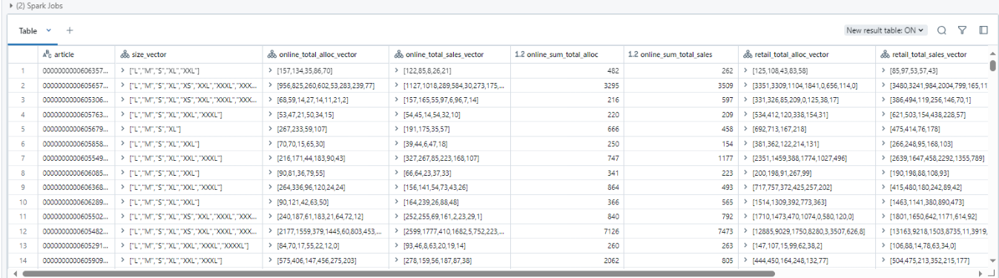 (2) Spark Jobs
Table +
New result table: ON
article size_vector online_total_alloc_vector online_total_sales_vector 1.2 online_sum_total_alloc 1.2 online_sum_total_sales retail_total_alloc_vector retail_total_sales_vector
1 0000000000606357... ["L","M","S","XL","XXL"] [157,134,35,86,70] [122,85,8,26,21] 482 262 [125,108,43,83,58] [85,97,53,57,43]
2 0000000000605657... ["L","M","S","XL","XS","XXL","XXXL","XXX... [956,825,260,602,53,283,239,77] [1127,1018,289,584,30,273,175,... 3295 3509 [3351,3309,1104,1841,0,656,114,0] [3480,3241,984,2004,799,165,11
3 0000000000605306... ["L","M","S","XL","XS","XXL","XXXL","XXX... [68,59,14,27,14,11,21,2] [157,165,55,97,6,96,7,14] 216 597 [331,326,85,209,0,125,38,17] [386,494,119,256,146,70,1]
4 0000000000605763... ["L","M","S","XL","XXL","XXXL"] [53,47,21,50,34,15] [54,45,14,54,32,10] 220 209 [534,412,120,338,154,31] [621,503,154,438,228,57]
5 0000000000605679... ["L","M","S","XL"] [267,233,59,107] [191,175,35,57] 666 458 [692,713,167,218] [475,414,76,178]
6 0000000000605858... ["L","M","S","XL","XXL"] [70,70,15,65,30] [39,44,6,47,18] 250 154 [381,362,122,214,131] [266,248,95,168,103]
7 0000000000605549... ["L","M","S","XL","XXL","XXXL"] [216,171,44,183,90,43] [327,267,85,223,168,107] 747 1177 [2351,1459,388,1774,1027,496] [2639,1647,458,2292,1355,789]
8 0000000000606085... ["L","M","S","XL","XXL"] [90,81,36,79,55] [66,64,23,37,33] 341 223 [200,198,91,267,99] [190,198,88,108,93]
9 0000000000606368... ["L","M","S","XL","XXL","XXXL"] [264,336,96,120,24,24] [156,141,54,73,43,26] 864 493 [717,757,372,425,257,202] [415,480,180,242,89,42]
10 0000000000606289... ["L","M","S","XL","XXL"] [90,121,42,63,50] [164,239,26,88,48] 366 565 [1514,1309,392,773,363] [1463,1141,380,890,473]
11 0000000000605502... ["L","M","S","XL","XS","XXL","XXXL","XXX... [240,187,61,183,21,64,72,12] [252,255,69,161,2,23,29,1] 840 792 [1710,1473,470,1074,0,580,120,0] [1801,1650,642,1171,614,92]
12 0000000000605482... ["L","M","S","XL","XS","XXL","XXXL","XXX... [2177,1559,379,1445,60,803,453,... [2599,1777,410,1682,5,752,223,... 7126 7473 [12885,9029,1750,8280,3,3507,626,8] [13163,9218,1503,8735,11,3919,
13 0000000000605291... ["L","M","S","XL","XXL","XXXL","XXXXL"] [84,70,17,55,22,12,0] [93,46,8,63,20,19,14] 260 263 [147,107,15,99,62,38,2] [106,88,14,78,63,34,0]
14 0000000000605909... ["L","M","S","XL","XXL","XXXL"] [575,406,147,456,275,203] [278,159,56,187,87,38] 2062 805 [444,450,164,248,132,77] [504,475,213,352,215,177]